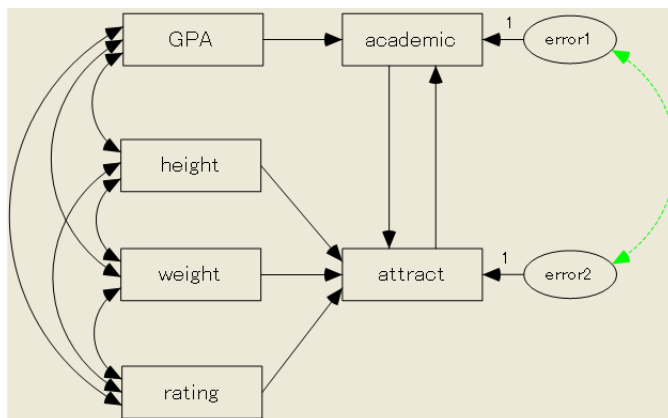 GPA
academic
1
error1
height
weight
attract
1
error2
rating